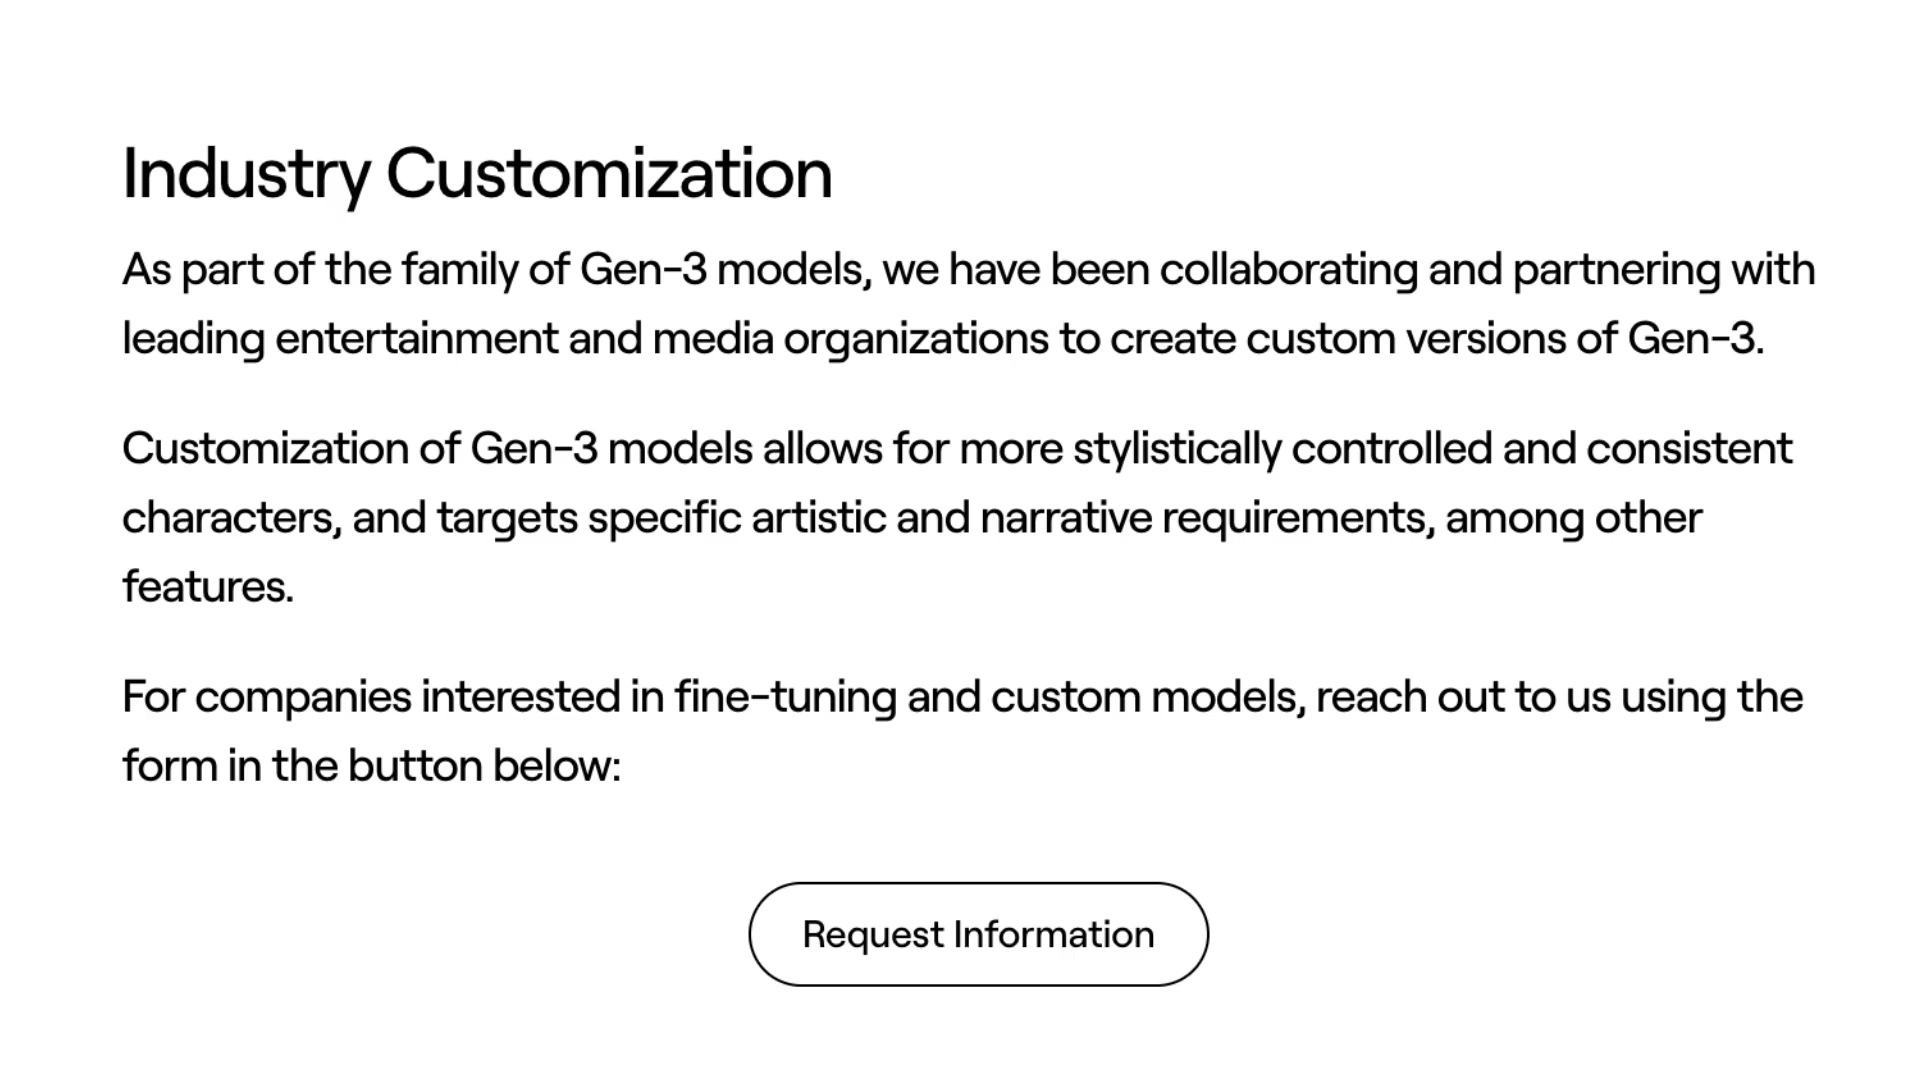 Industry Customization
As part of the family of Gen-3 models, we have been collaborating and partnering with
leading entertainment and media organizations to create custom versions of Gen-3.
Customization of Gen-3 models allows for more stylistically controlled and consistent
characters, and targets specific artistic and narrative requirements, among other
features.
For companies interested in fine-tuning and custom models, reach out to us using the
form in the button below:
Request Information